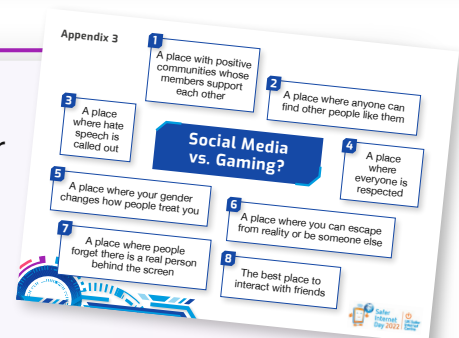 Appendix 3
1
A place with positive
communities whose
members support
each other
2
A place where anyone can
find other people like them
3
A place
where hate
speech is
called out
Social Media
vs. Gaming?
4
A place
where
everyone is
respected
5
A place where your gender
changes how people treat you
6
A place where you can escape
from reality or be someone else
7
A place where people
forget there is a real person
behind the screen
8
The best place to
interact with friends
Safer
Internet
Day 2022
UK Safer
Internet
Centre
r